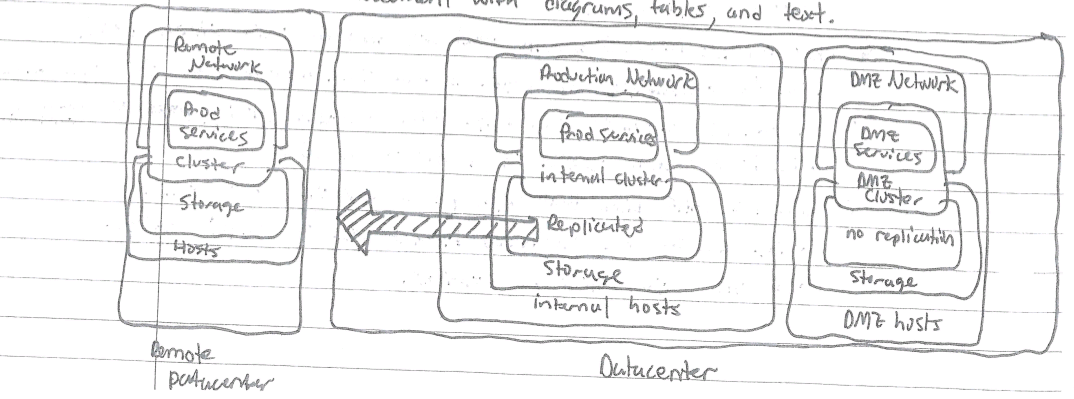 with diagrams, tables, and text.
Remote
Network
Prod
services
Cluster
Storage
Hosts
Remote
Datacenter
Production Network
Prod Services
internal cluster
Replicated
Storage
internal hosts
DMZ Network
DMZ
Services
DMZ
Cluster
no replication
Storage
DMZ hosts
Datacenter